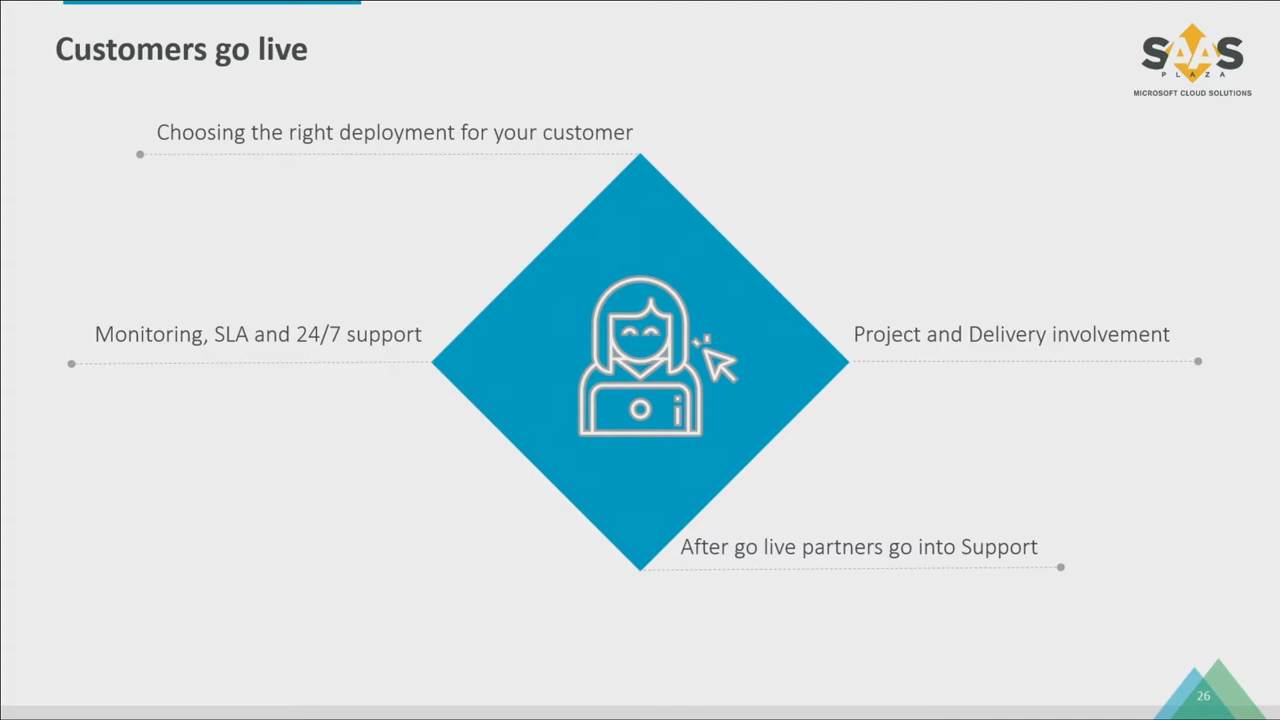 Customers go live
SAAS
PLAZA
MICROSOFT CLOUD SOLUTIONS
Choosing the right deployment for your customer
Monitoring, SLA and 24/7 support
Project and Delivery involvement
After go live partners go into Support
26